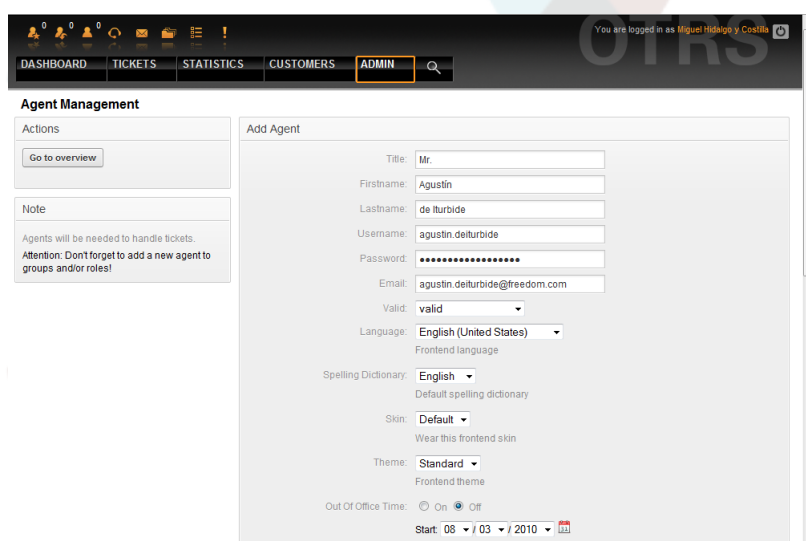 0 0 0
You are logged in as Miguel Hidalgo y Costilla
OTRS
DASHBOARD TICKETS STATISTICS CUSTOMERS ADMIN
Agent Management
Actions
Go to overview
Note
Agents will be needed to handle tickets.
Attention: Don't forget to add a new agent to
groups and/or roles!
Add Agent
Title: Mr.
Firstname: Agustín
Lastname: de Iturbide
Username: agustin.deiturbide
Password: ••••••••••••••••••
Email: agustin.deiturbide@freedom.com
Valid: valid
Language: English (United States)
Frontend language
Spelling Dictionary: English
Default spelling dictionary
Skin: Default
Wear this frontend skin
Theme: Standard
Frontend theme
Out Of Office Time: On Off
Start: 08 / 03 / 2010